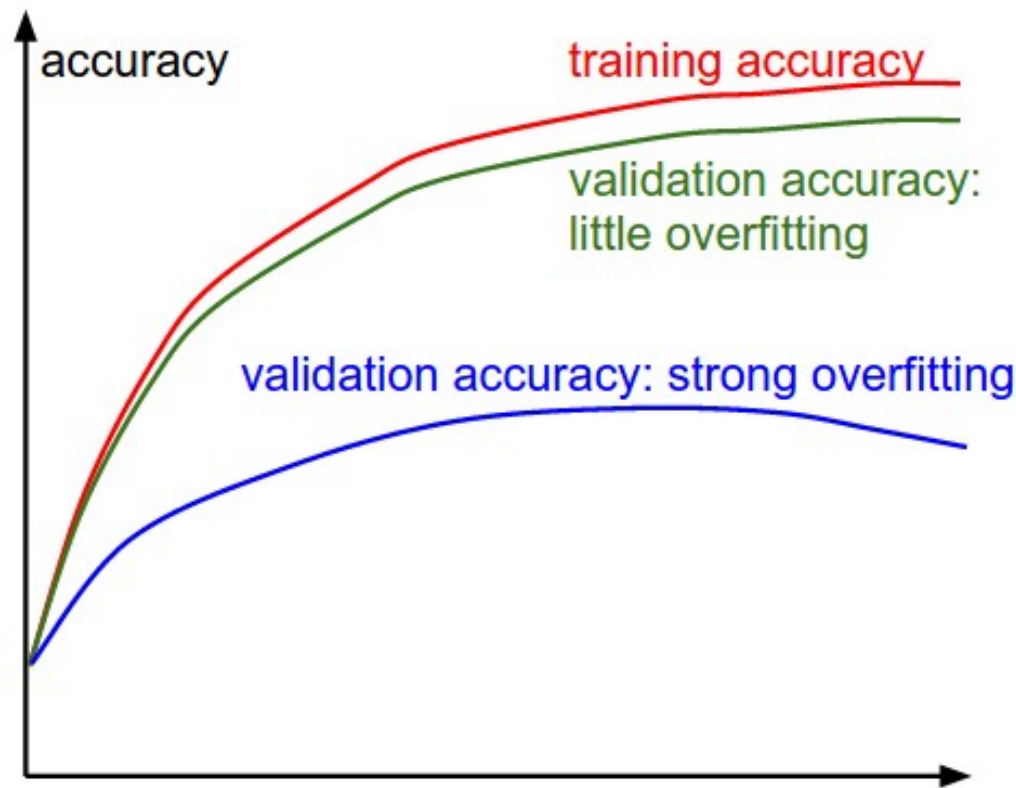 accuracy
training accuracy
validation accuracy:
little overfitting
validation accuracy: strong overfitting